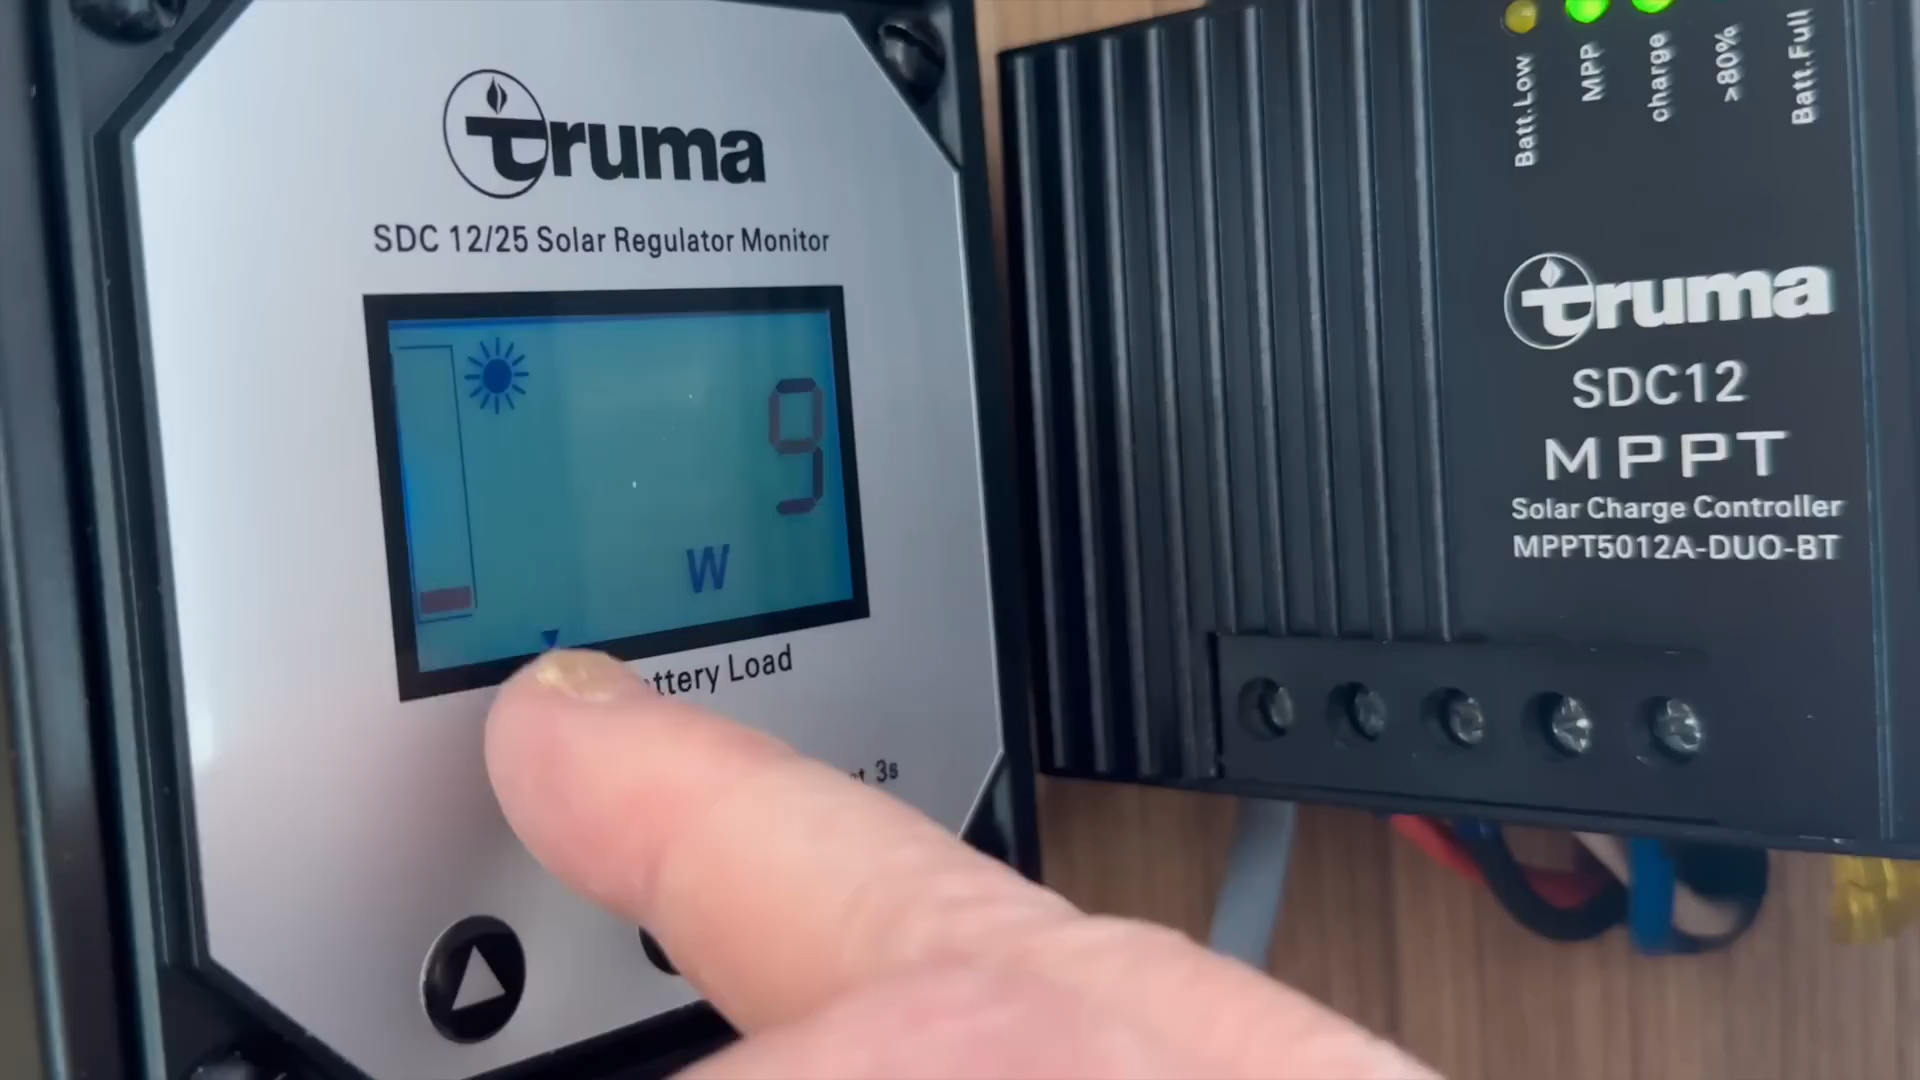 truma
SDC 12/25 Solar Regulator Monitor
9
W
Load
3s
Batt.Low
MPP
charge
>80%
Batt.Full
truma
SDC12
MPPT
Solar Charge Controller
MPPT5012A-DUO-BT